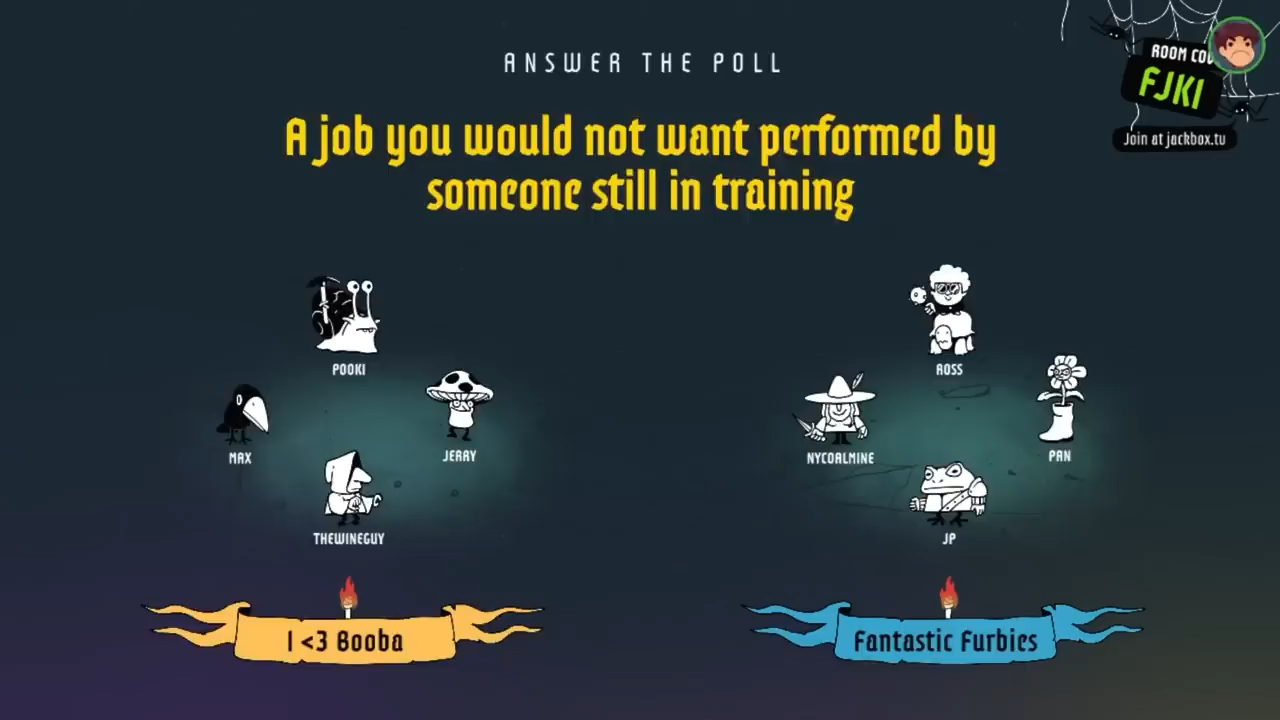 ANSWER THE POLL
A job you would not want performed by
someone still in training
ROOM
FJKI
Join at jackbox.tv
POOKI
MAX
JERRY
THEWINEGUY
I <3 Booba
ROSS
NYCOALMINE
PAN
JP
Fantastic Furbies